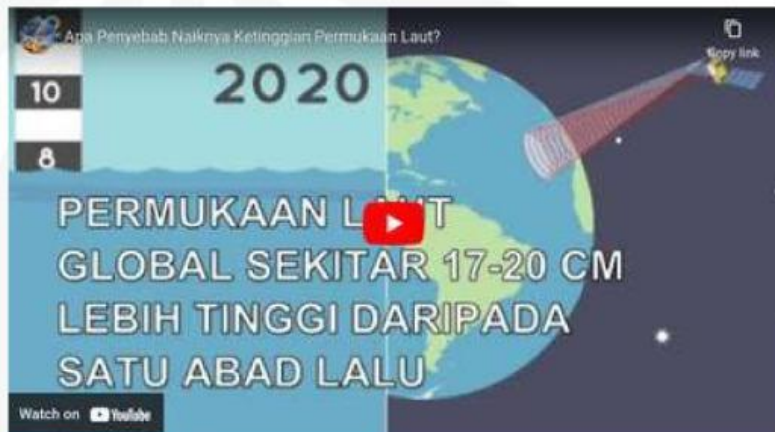 Apa Penyebab Naiknya Ketinggian Permukaan Laut?
Copy link
2020
10
8
PERMUKAAN LAUT
GLOBAL SEKITAR 17-20 CM
LEBIH TINGGI DARIPADA
SATU ABAD LALU
Watch on YouTube